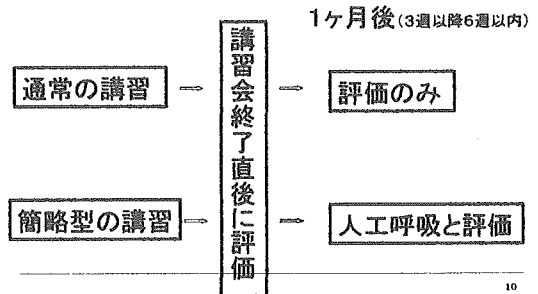 1ヶ月後(3週以降6週以内)
通常の講習
講習会終了直後に評価
評価のみ
簡略型の講習
人工呼吸と評価
10